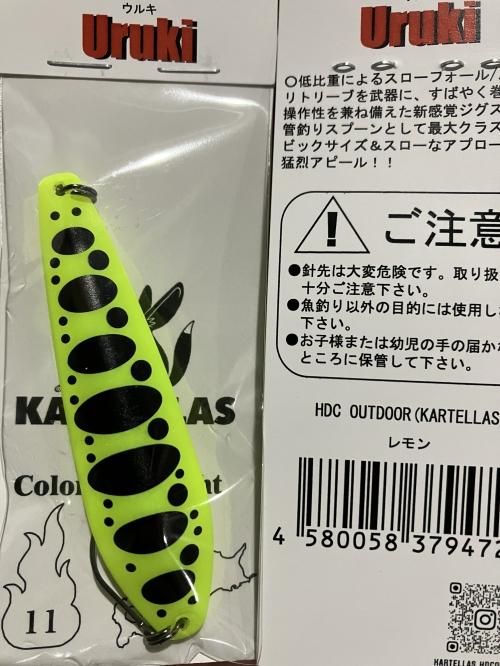 ウルキ
Uruki
KARTELLAS
Color
11
Uruki
〇低比重によるスローフォール/
リトリーブを武器に、すばやく巻
操作性を兼ね備えた新感覚ジグス
管釣りスプーンとして最大クラス
ビックサイズ&スローなアプロー
猛烈アピール!!
ご注意
●針先は大変危険です。取り扱
十分ご注意下さい。
●魚釣り以外の目的には使用し
下さい。
●お子様または幼児の手の届か
ところに保管して下さい。
HDC OUTDOOR(KARTELLAS
レモン
4 580058 379472
KARTELLAS_HDCO